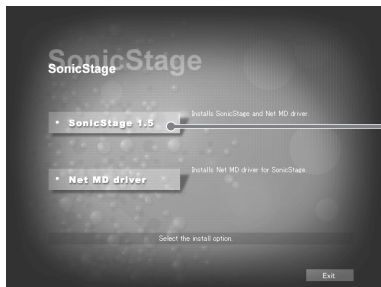 SonicStage
SonicStage
• SonicStage 1.5
Installs SonicStage and Net MD driver.
• Net MD driver
Installs Net MD driver for SonicStage.
Select the install option.
Exit